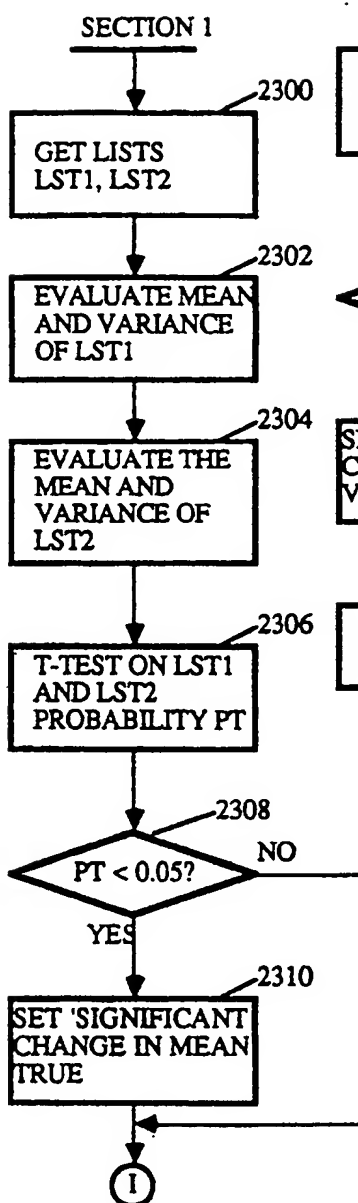 SECTION 1
2300
GET LISTS
LST1, LST2
2302
EVALUATE MEAN
AND VARIANCE
OF LST1
2304
EVALUATE THE
MEAN AND
VARIANCE OF
LST2
2306
T-TEST ON LST1
AND LST2
PROBABILITY PT
2308
PT < 0.05?
NO
YES
2310
SET 'SIGNIFICANT
CHANGE IN MEAN
TRUE
I